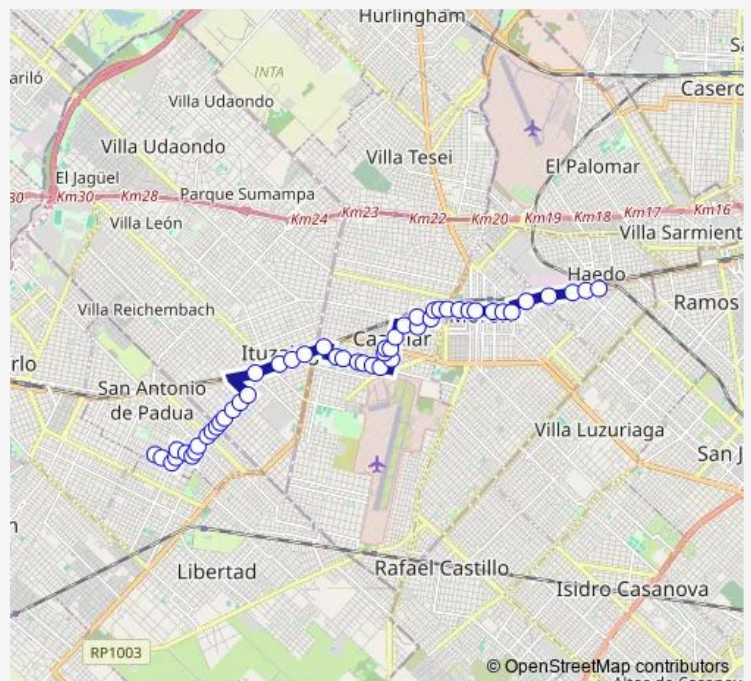 Hurlingham
Sa
ariló
INTA
Casero
Villa Udaondo
Villa Udaondo
Villa Tesei
El Palomar
El Jagüel
Parque Sumampa
30 Km30 Km28
Km24 Km23 Km22 Km20 Km19 Km18 Km17 Km16
Villa León
Villa Sarmient
Haedo
Villa Reichembach
Ramos
Ituzain
rlo
San Antonio
de Padua
Villa Luzuriaga
San J
n
Libertad
Rafael Castillo
Isidro Casanova
RP1003
© OpenStreetMap contributors